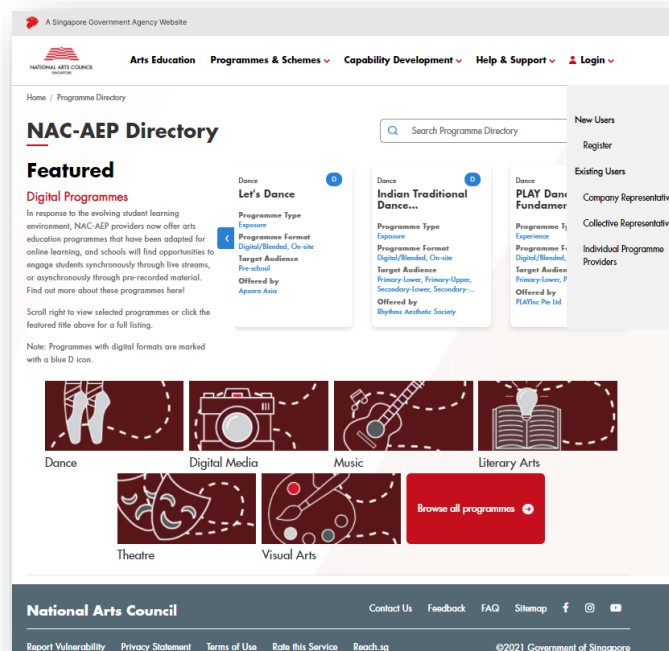 A Singapore Government Agency Website
NATIONAL ARTS COUNCIL
SINGAPORE
Arts Education Programmes & Schemes Capability Development Help & Support Login
Home / Programme Directory
NAC-AEP Directory
Search Programme Directory
New Users
Register
Existing Users
Company Representativ
Collective Representativ
Individual Programme
Providers
Featured
Digital Programmes
In response to the evolving student learning
environment, NAC-AEP providers now offer arts
education programmes that have been adapted for
online learning, and schools will find opportunities to
engage students synchronously through live streams,
or asynchronously through pre-recorded material.
Find out more about these programmes here!
Scroll right to view selected programmes or click the
featured title above for a full listing.
Note: Programmes with digital formats are marked
with a blue D icon.
Dance D
Let's Dance
Programme Type
Exposure
Programme Format
Digital/Blended, On-site
Target Audience
Pre-school
Offered by
Apsara Asia
Dance D
Indian Traditional
Dance...
Programme Type
Exposure
Programme Format
Digital/Blended, On-site
Target Audience
Primary-Lower, Primary-Upper,
Secondary-Lower, Secondary-...
Offered by
Rhythms Aesthetic Society
Dance
PLAY Danc
Fundamer
Programme Type
Experience
Programme F
Digital/Blended,
Target Audien
Primary-Lower, P
Offered by
PLAYinc Pte Ltd
Dance
Digital Media
Music
Literary Arts
Theatre
Visual Arts
Browse all programmes
National Arts Council
Contact Us Feedback FAQ Sitemap
Report Vulnerability Privacy Statement Terms of Use Rate this Service Reach.sg
©2021 Government of Singapore